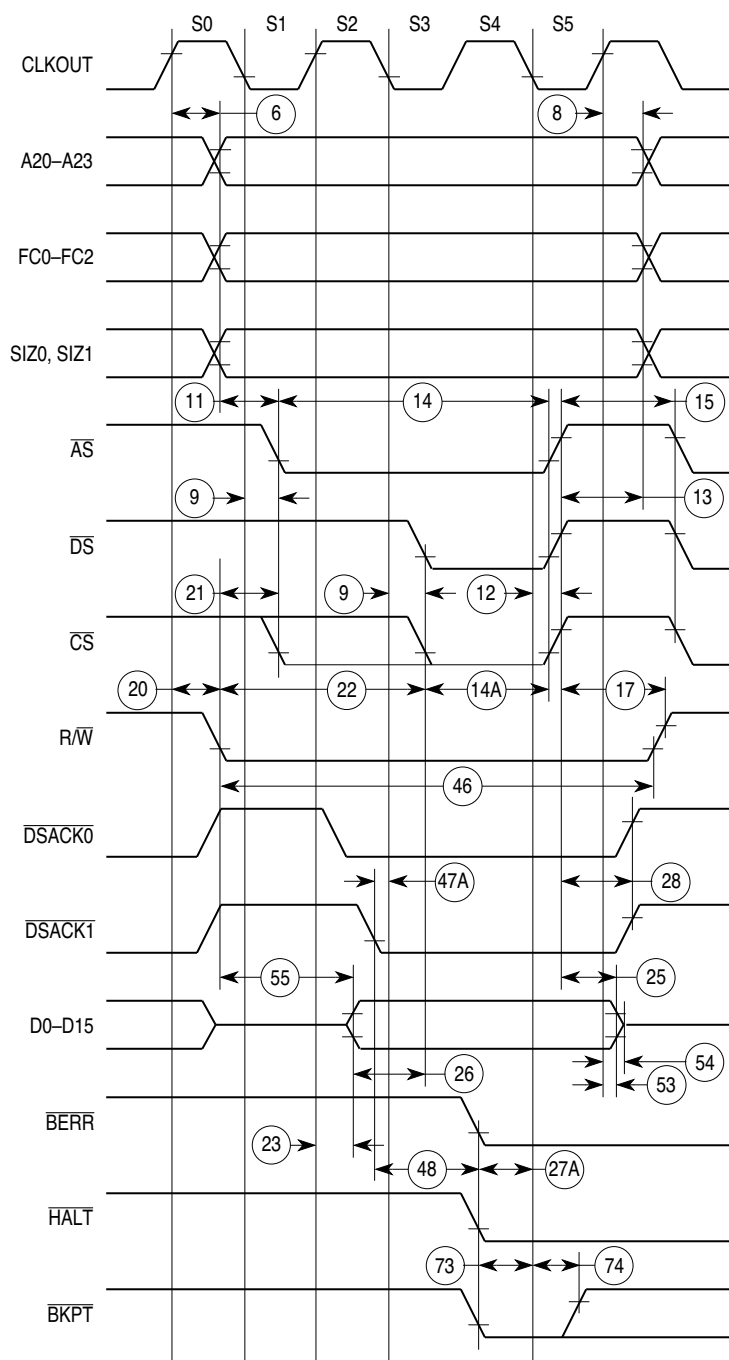 S0 S1 S2 S3 S4 S5
CLKOUT
6 8
A20–A23
FC0–FC2
SIZ0, SIZ1
11 14 15
AS
9 13
DS
21 9 12
CS
20 22 14A 17
R/W
46
DSACK0
47A 28
DSACK1
55 25
D0–D15
54
26 53
BERR
23
48 27A
HALT
73 74
BKPT